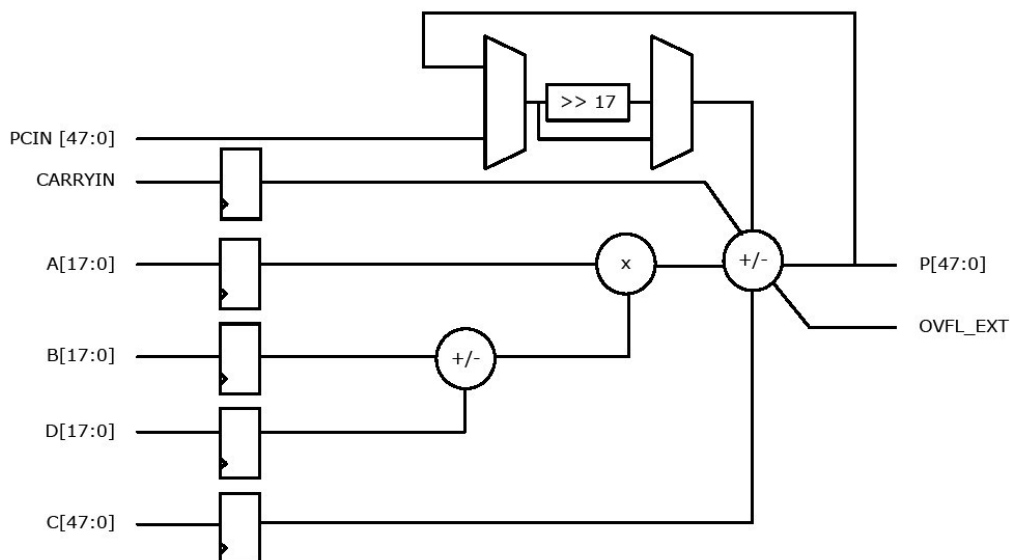 >> 17
PCIN [47:0]
CARRYIN
A[17:0]
x
+/-
P[47:0]
OVFL_EXT
B[17:0]
+/-
D[17:0]
C[47:0]